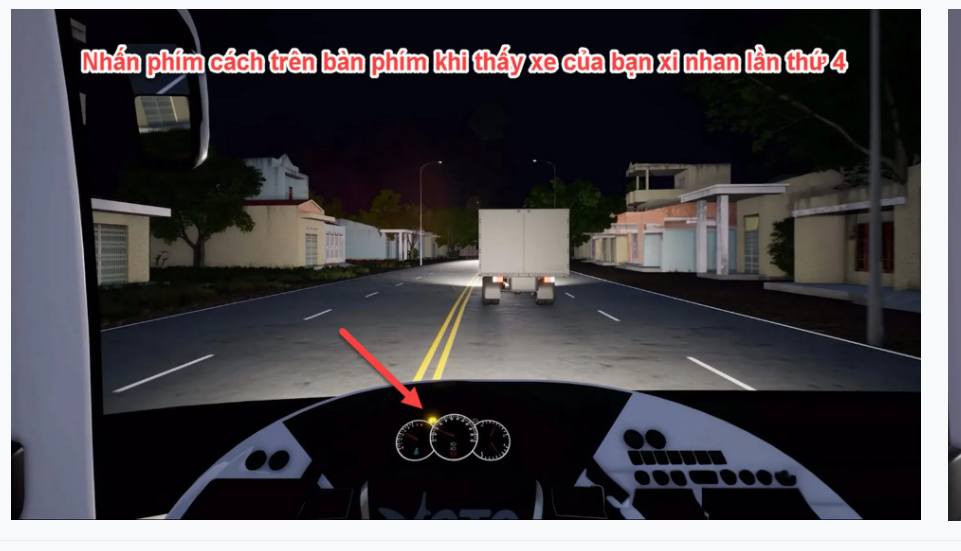 Nhấn phím cách trên bàn phím khi thấy xe của bạn xi nhan lần thứ 4